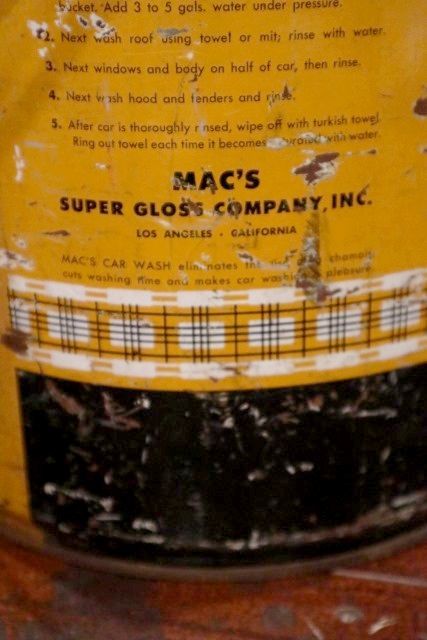 bucket. Add 3 to 5 gals. water under pressure.
2. Next wash roof using towel or mit; rinse with water.
3. Next windows and body on half of car, then rinse.
4. Next wash hood and fenders and rinse.
5. After car is thoroughly rinsed, wipe off with turkish towel.
Ring out towel each time it becomes saturated with water.
MAC'S
SUPER GLOSS COMPANY, INC.
LOS ANGELES - CALIFORNIA
MAC'S CAR WASH eliminates the chamois
cuts washing time and makes car washing pleasure.